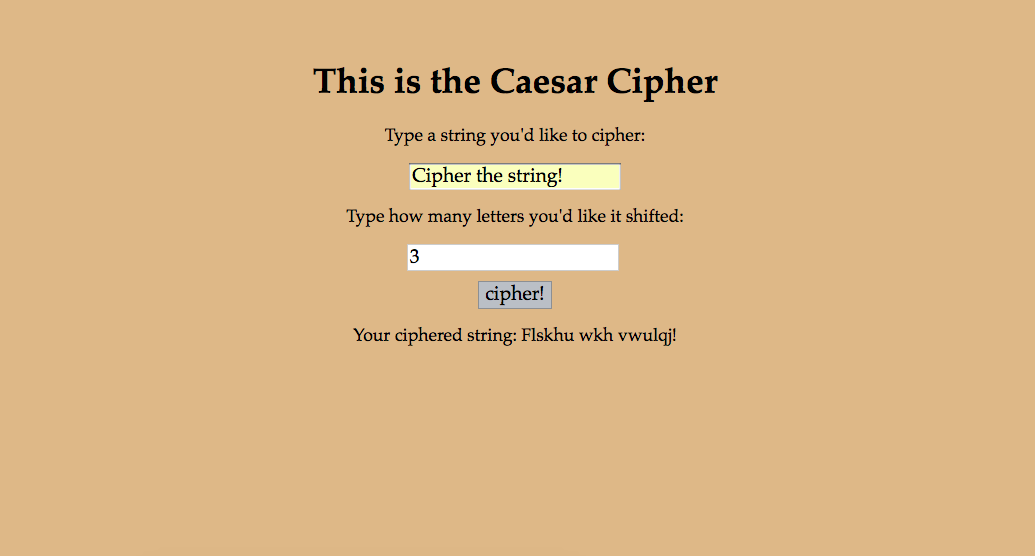 This is the Caesar Cipher
Type a string you'd like to cipher:
Cipher the string!
Type how many letters you'd like it shifted:
3
cipher!
Your ciphered string: Flskhu wkh vwulqj!